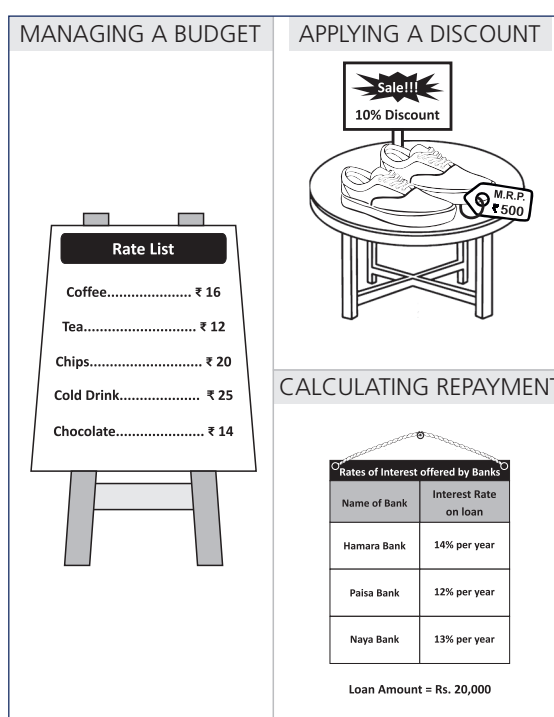 MANAGING A BUDGET
Rate List
Coffee..................... ₹ 16
Tea............................. ₹ 12
Chips............................ ₹ 20
Cold Drink................... ₹ 25
Chocolate...................... ₹ 14
APPLYING A DISCOUNT
Sale!!!
10% Discount
M.R.P.
₹500
CALCULATING REPAYMENT
Rates of Interest offered by Banks
Name of Bank Interest Rate
on loan
Hamara Bank 14% per year
Paisa Bank 12% per year
Naya Bank 13% per year
Loan Amount = Rs. 20,000